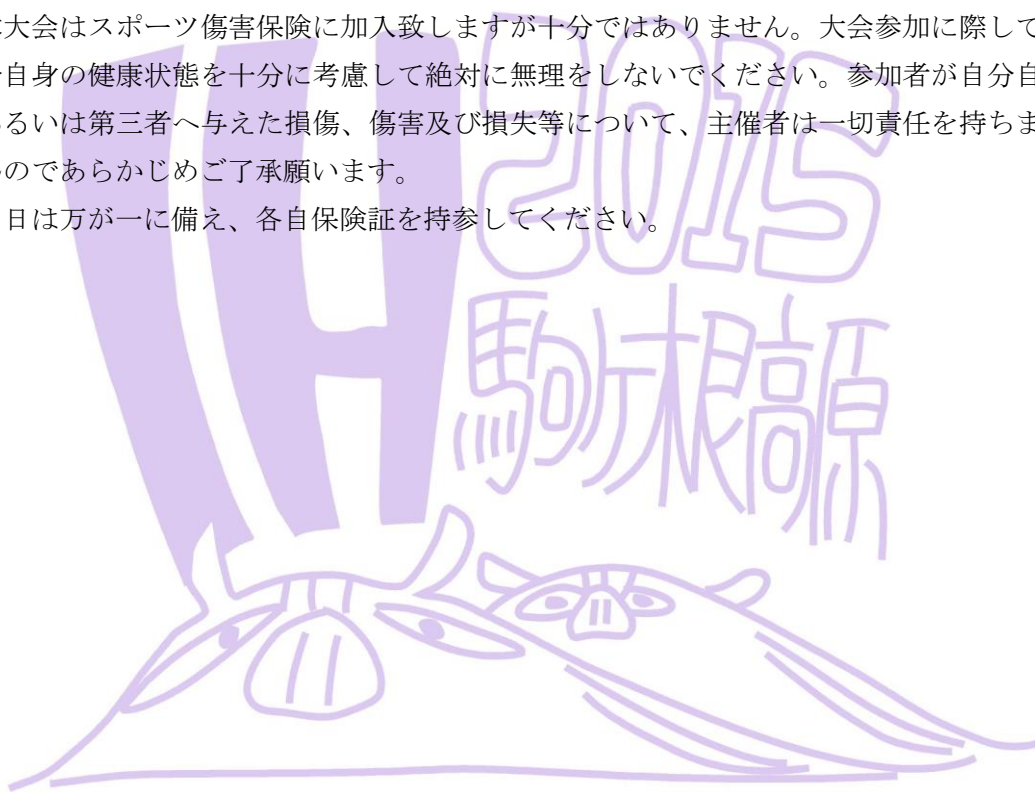 大会はスポーツ傷害保険に加入致しますが十分ではありません。大会参加に際して
自身の健康状態を十分に考慮して絶対に無理をしないでください。参加者が自分自
るいは第三者へ与えた損傷、傷害及び損失等について、主催者は一切責任を持ちま
のであらかじめご了承願います。
日は万が一に備え、各自保険証を持参してください。
IH
2015
駒ケ根高原